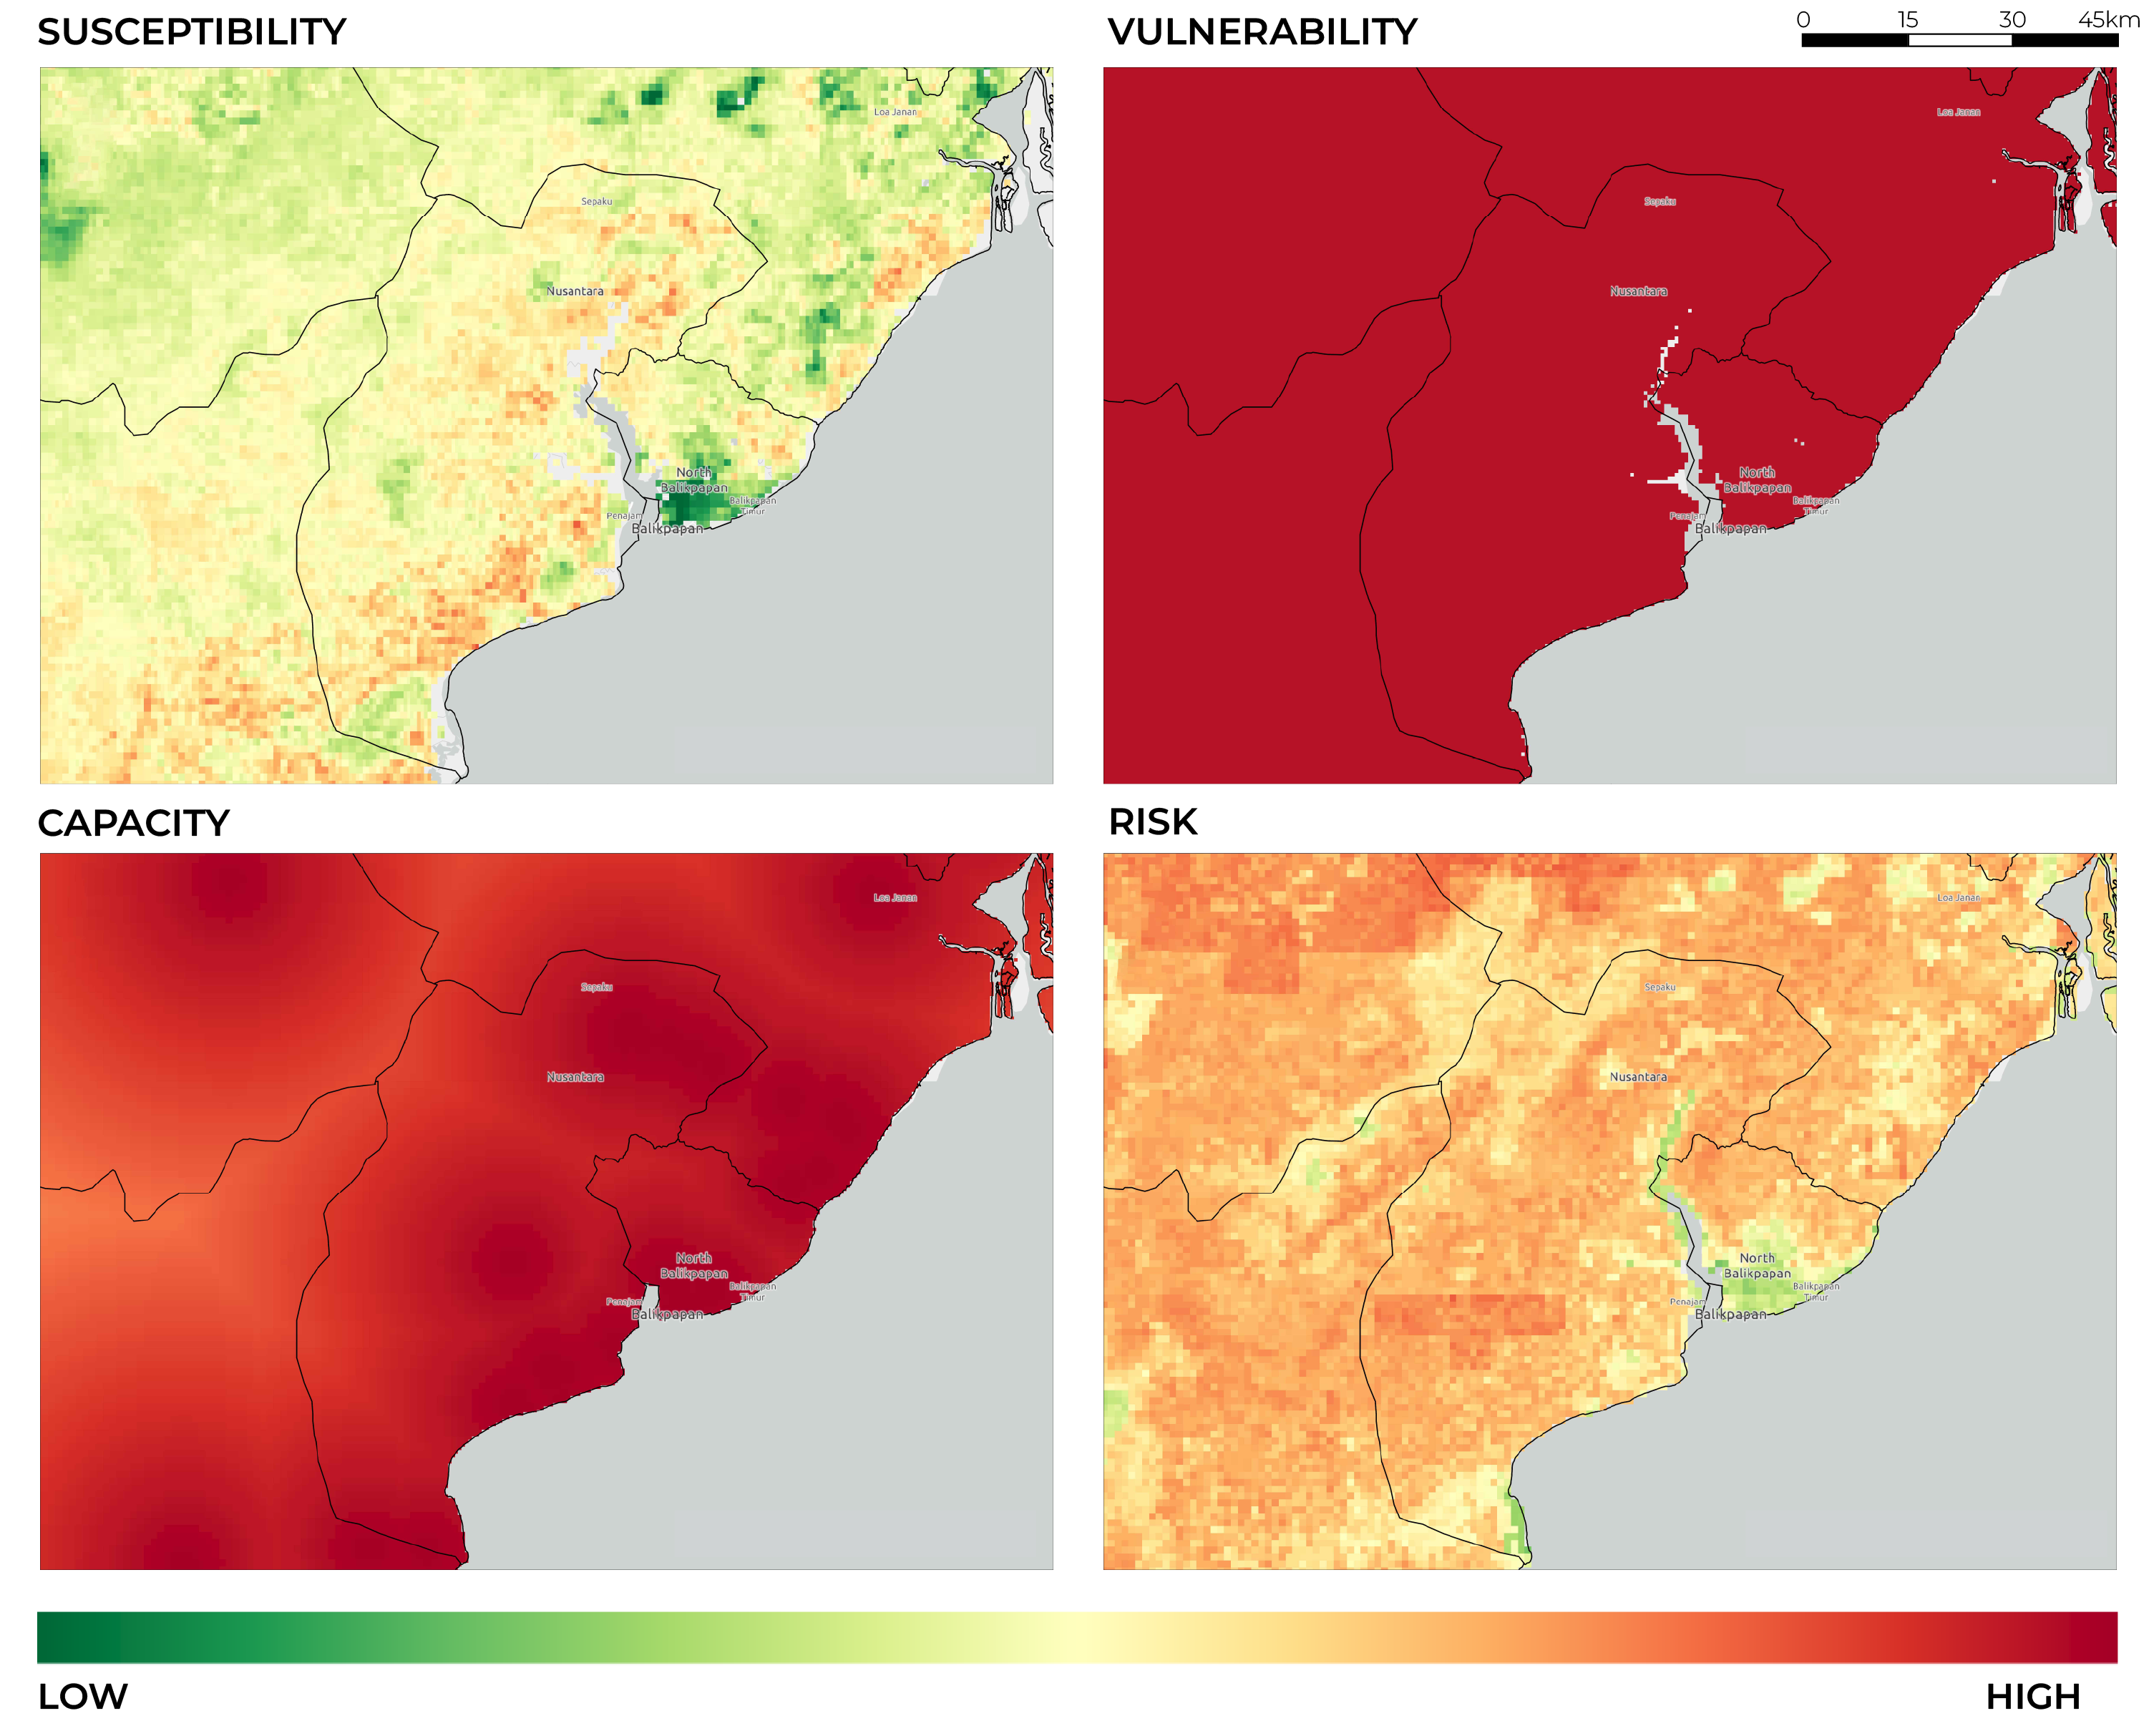 SUSCEPTIBILITY
VULNERABILITY
0 15 30 45km
Loa Janan
Sepaku
Nusantara
North
Balikpapan
Balikpapan
Timur
Penajam
Balikpapan
Loa Janan
Sepaku
Nusantara
North
Balikpapan
Balikpapan
Timur
Penajam
Balikpapan
CAPACITY
RISK
Loa Janan
Sepaku
Nusantara
North
Balikpapan
Balikpapan
Timur
Penajam
Balikpapan
Loa Janan
Sepaku
Nusantara
North
Balikpapan
Balikpapan
Timur
Penajam
Balikpapan
LOW
HIGH